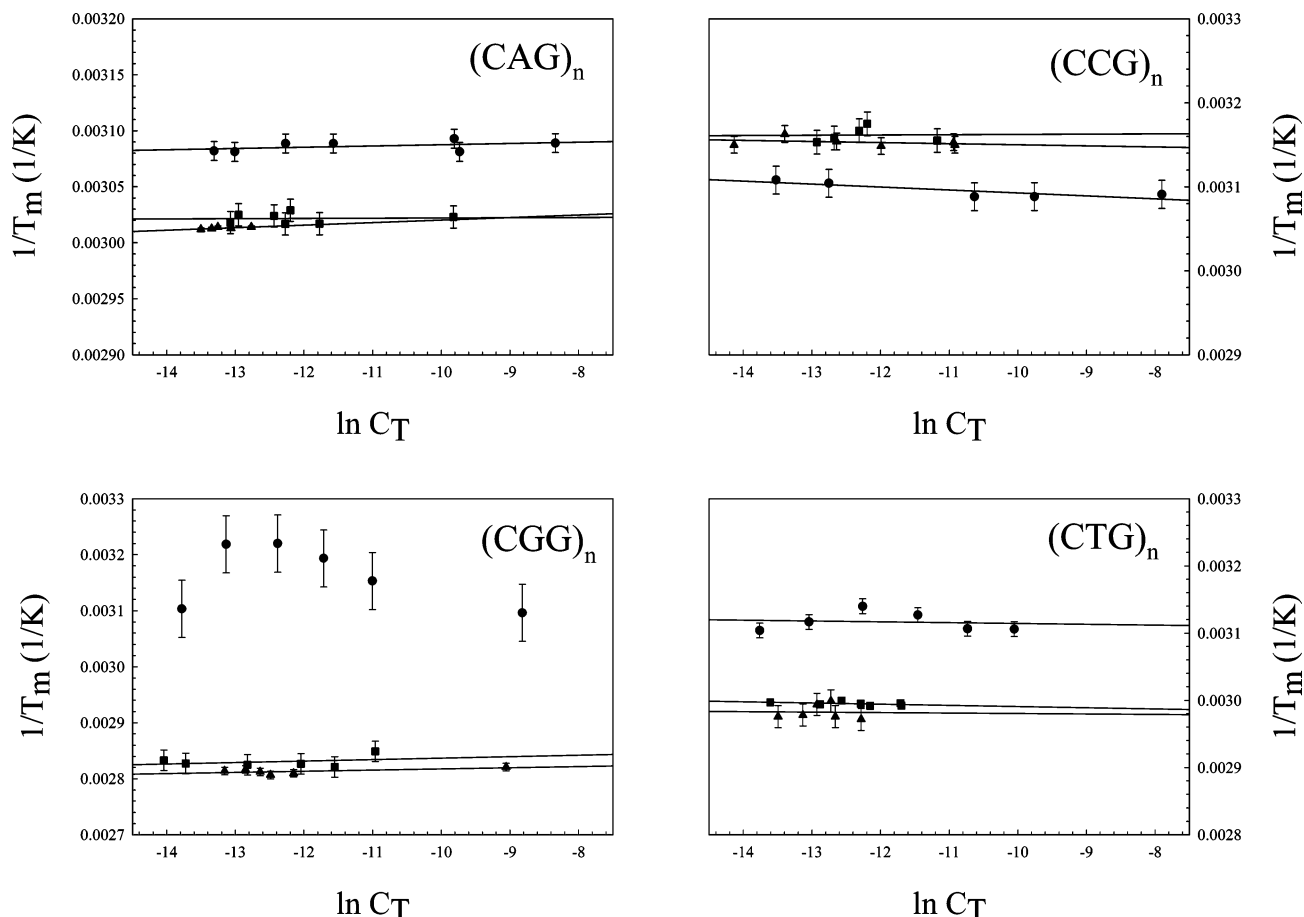 (CAG)n
1/Tm (1/K)
0.00320
0.00315
0.00310
0.00305
0.00300
0.00295
0.00290
-14 -13 -12 -11 -10 -9 -8
ln CT
(CCG)n
0.0033
0.0032
0.0031
0.0030
0.0029
1/Tm (1/K)
-14 -13 -12 -11 -10 -9 -8
ln CT
(CGG)n
1/Tm (1/K)
0.0033
0.0032
0.0031
0.0030
0.0029
0.0028
0.0027
-14 -13 -12 -11 -10 -9 -8
ln CT
(CTG)n
0.0033
0.0032
0.0031
0.0030
0.0029
0.0028
1/Tm (1/K)
-14 -13 -12 -11 -10 -9 -8
ln CT